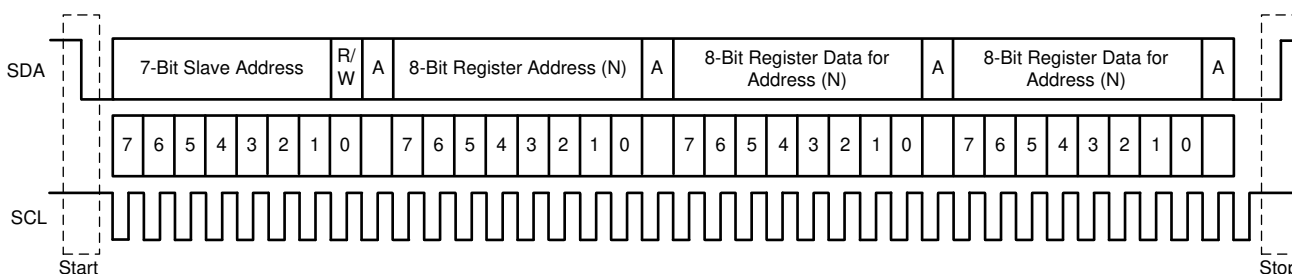 SDA
7-Bit Slave Address
R/
W
A
8-Bit Register Address (N)
A
8-Bit Register Data for
Address (N)
A
8-Bit Register Data for
Address (N)
A
7 6 5 4 3 2 1 0 7 6 5 4 3 2 1 0 7 6 5 4 3 2 1 0 7 6 5 4 3 2 1 0
SCL
Start
Stop